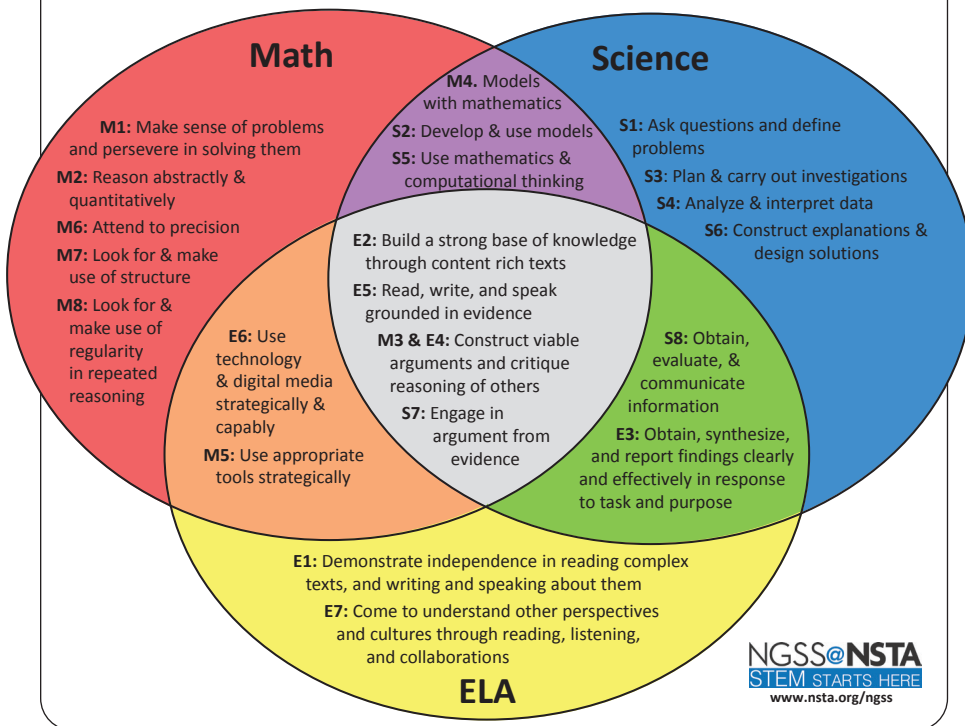 Math
Science
M4. Models
with mathematics
S2: Develop & use models
S5: Use mathematics &
computational thinking
M1: Make sense of problems
and persevere in solving them
M2: Reason abstractly &
quantitatively
M6: Attend to precision
M7: Look for & make
use of structure
M8: Look for &
make use of
regularity
in repeated
reasoning
S1: Ask questions and define
problems
S3: Plan & carry out investigations
S4: Analyze & interpret data
S6: Construct explanations &
design solutions
E2: Build a strong base of knowledge
through content rich texts
E5: Read, write, and speak
grounded in evidence
M3 & E4: Construct viable
arguments and critique
reasoning of others
S7: Engage in
argument from
evidence
E6: Use
technology
& digital media
strategically &
capably
M5: Use appropriate
tools strategically
S8: Obtain,
evaluate, &
communicate
information
E3: Obtain, synthesize,
and report findings clearly
and effectively in response
to task and purpose
E1: Demonstrate independence in reading complex
texts, and writing and speaking about them
E7: Come to understand other perspectives
and cultures through reading, listening,
and collaborations
ELA
NGSS@NSTA
STEM STARTS HERE
www.nsta.org/ngss